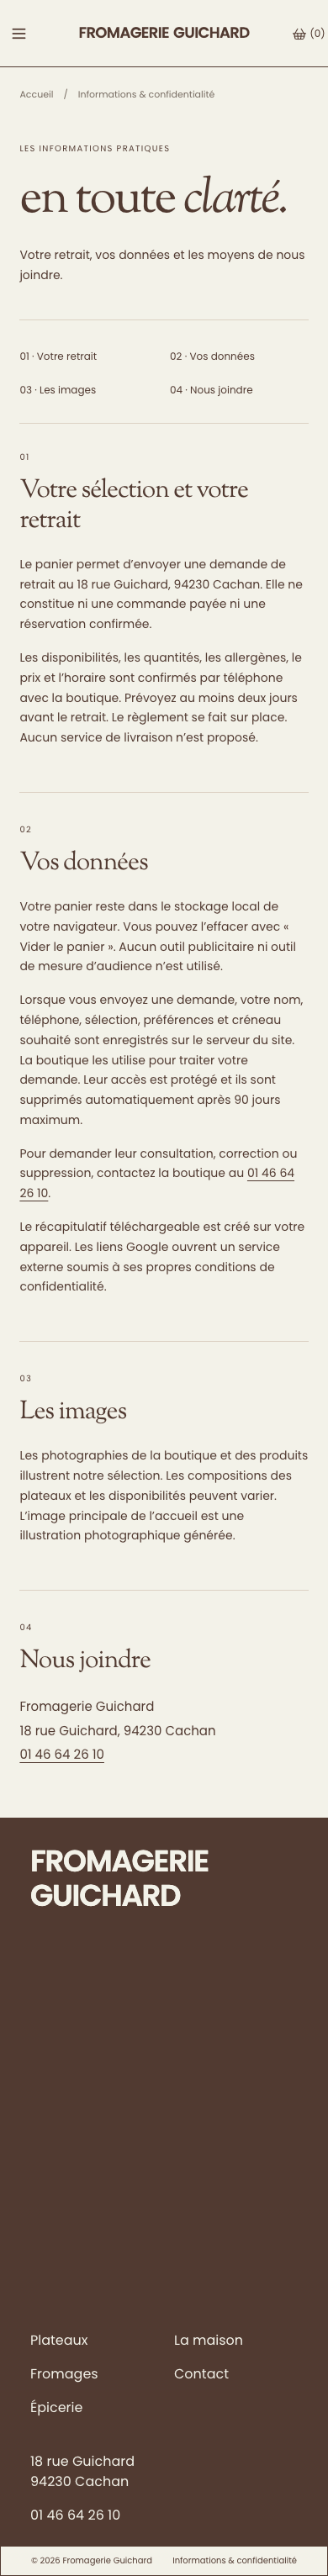 FROMAGERIE GUICHARD
(0)
Accueil / Informations & confidentialité
LES INFORMATIONS PRATIQUES
en toute clarté.
Votre retrait, vos données et les moyens de nous
joindre.
01 · Votre retrait
02 · Vos données
03 · Les images
04 · Nous joindre
01
Votre sélection et votre
retrait
Le panier permet d’envoyer une demande de
retrait au 18 rue Guichard, 94230 Cachan. Elle ne
constitue ni une commande payée ni une
réservation confirmée.
Les disponibilités, les quantités, les allergènes, le
prix et l’horaire sont confirmés par téléphone
avec la boutique. Prévoyez au moins deux jours
avant le retrait. Le règlement se fait sur place.
Aucun service de livraison n’est proposé.
02
Vos données
Votre panier reste dans le stockage local de
votre navigateur. Vous pouvez l’effacer avec «
Vider le panier ». Aucun outil publicitaire ni outil
de mesure d’audience n’est utilisé.
Lorsque vous envoyez une demande, votre nom,
téléphone, sélection, préférences et créneau
souhaité sont enregistrés sur le serveur du site.
La boutique les utilise pour traiter votre
demande. Leur accès est protégé et ils sont
supprimés automatiquement après 90 jours
maximum.
Pour demander leur consultation, correction ou
suppression, contactez la boutique au 01 46 64
26 10.
Le récapitulatif téléchargeable est créé sur votre
appareil. Les liens Google ouvrent un service
externe soumis à ses propres conditions de
confidentialité.
03
Les images
Les photographies de la boutique et des produits
illustrent notre sélection. Les compositions des
plateaux et les disponibilités peuvent varier.
L’image principale de l’accueil est une
illustration photographique générée.
04
Nous joindre
Fromagerie Guichard
18 rue Guichard, 94230 Cachan
01 46 64 26 10
FROMAGERIE
GUICHARD
Plateaux
La maison
Fromages
Contact
Épicerie
18 rue Guichard
94230 Cachan
01 46 64 26 10
© 2026 Fromagerie Guichard
Informations & confidentialité